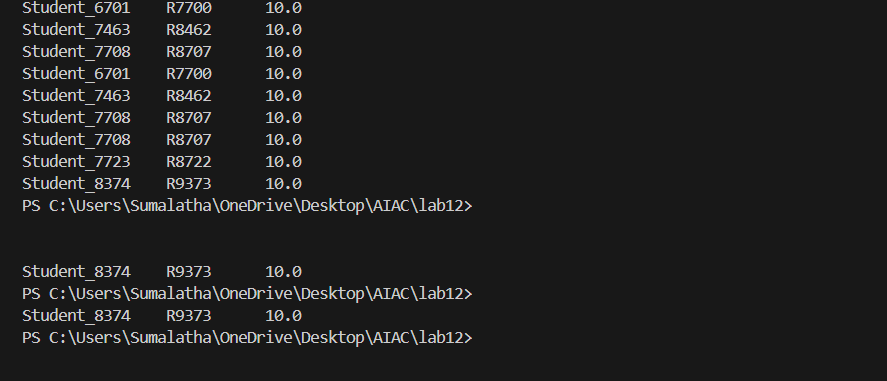 Student_6701    R7700      10.0
Student_7463    R8462      10.0
Student_7708    R8707      10.0
Student_6701    R7700      10.0
Student_7463    R8462      10.0
Student_7708    R8707      10.0
Student_7708    R8707      10.0
Student_7723    R8722      10.0
Student_8374    R9373      10.0
PS C:\Users\Sumalatha\OneDrive\Desktop\AIAC\lab12>
Student_8374    R9373      10.0
PS C:\Users\Sumalatha\OneDrive\Desktop\AIAC\lab12>
Student_8374    R9373      10.0
PS C:\Users\Sumalatha\OneDrive\Desktop\AIAC\lab12>